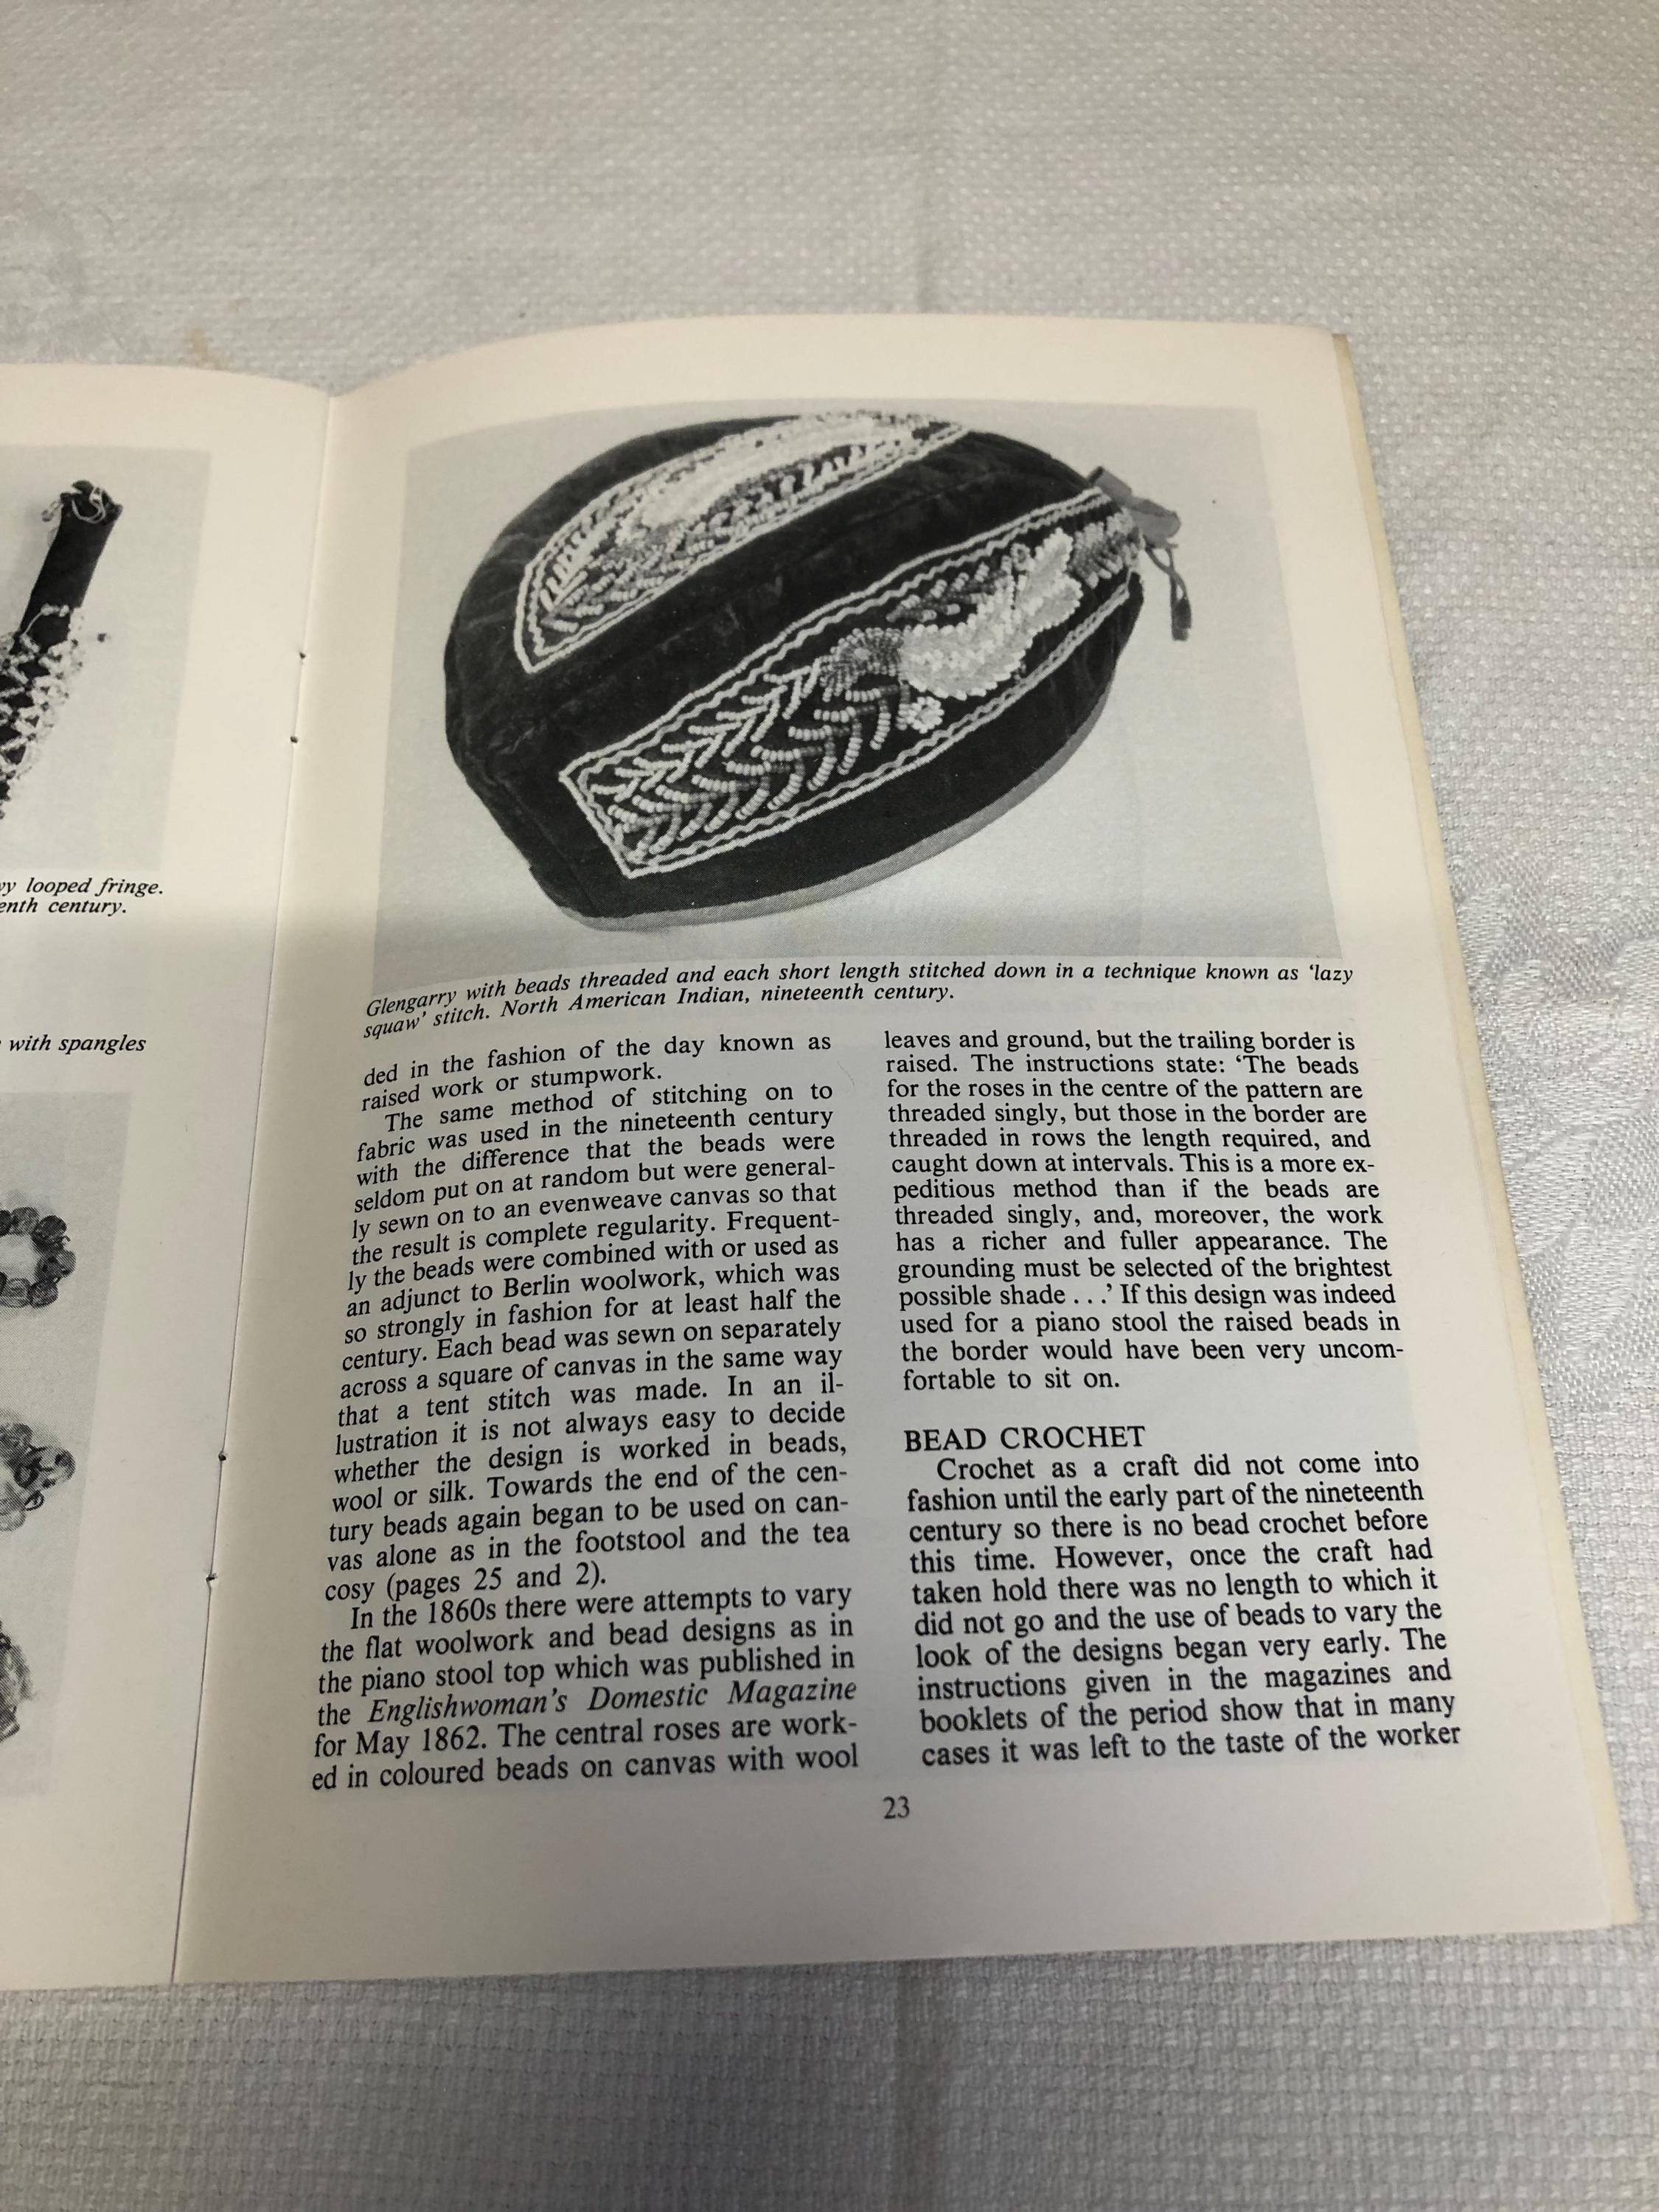 vy looped fringe.
enth century.
with spangles
Glengarry with beads threaded and each short length stitched down in a technique known as ‘lazy
squaw’ stitch. North American Indian, nineteenth century.
ded in the fashion of the day known as
raised work or stumpwork.
The same method of stitching on to
fabric was used in the nineteenth century
with the difference that the beads were
seldom put on at random but were general-
ly sewn on to an evenweave canvas so that
the result is complete regularity. Frequent-
ly the beads were combined with or used as
an adjunct to Berlin woolwork, which was
so strongly in fashion for at least half the
century. Each bead was sewn on separately
across a square of canvas in the same way
that a tent stitch was made. In an il-
lustration it is not always easy to decide
whether the design is worked in beads,
wool or silk. Towards the end of the cen-
tury beads again began to be used on can-
vas alone as in the footstool and the tea
cosy (pages 25 and 2).
In the 1860s there were attempts to vary
the flat woolwork and bead designs as in
the piano stool top which was published in
the Englishwoman’s Domestic Magazine
for May 1862. The central roses are work-
ed in coloured beads on canvas with wool
leaves and ground, but the trailing border is
raised. The instructions state: ‘The beads
for the roses in the centre of the pattern are
threaded singly, but those in the border are
threaded in rows the length required, and
caught down at intervals. This is a more ex-
peditious method than if the beads are
threaded singly, and, moreover, the work
has a richer and fuller appearance. The
grounding must be selected of the brightest
possible shade . . .’ If this design was indeed
used for a piano stool the raised beads in
the border would have been very uncom-
fortable to sit on.
BEAD CROCHET
Crochet as a craft did not come into
fashion until the early part of the nineteenth
century so there is no bead crochet before
this time. However, once the craft had
taken hold there was no length to which it
did not go and the use of beads to vary the
look of the designs began very early. The
instructions given in the magazines and
booklets of the period show that in many
cases it was left to the taste of the worker
23